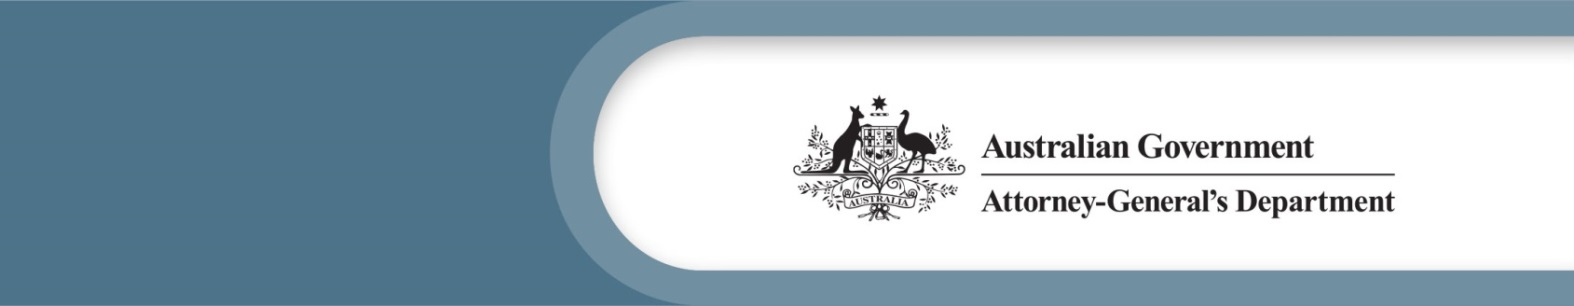 Australian Government
Attorney-General's Department
AUSTRALIA